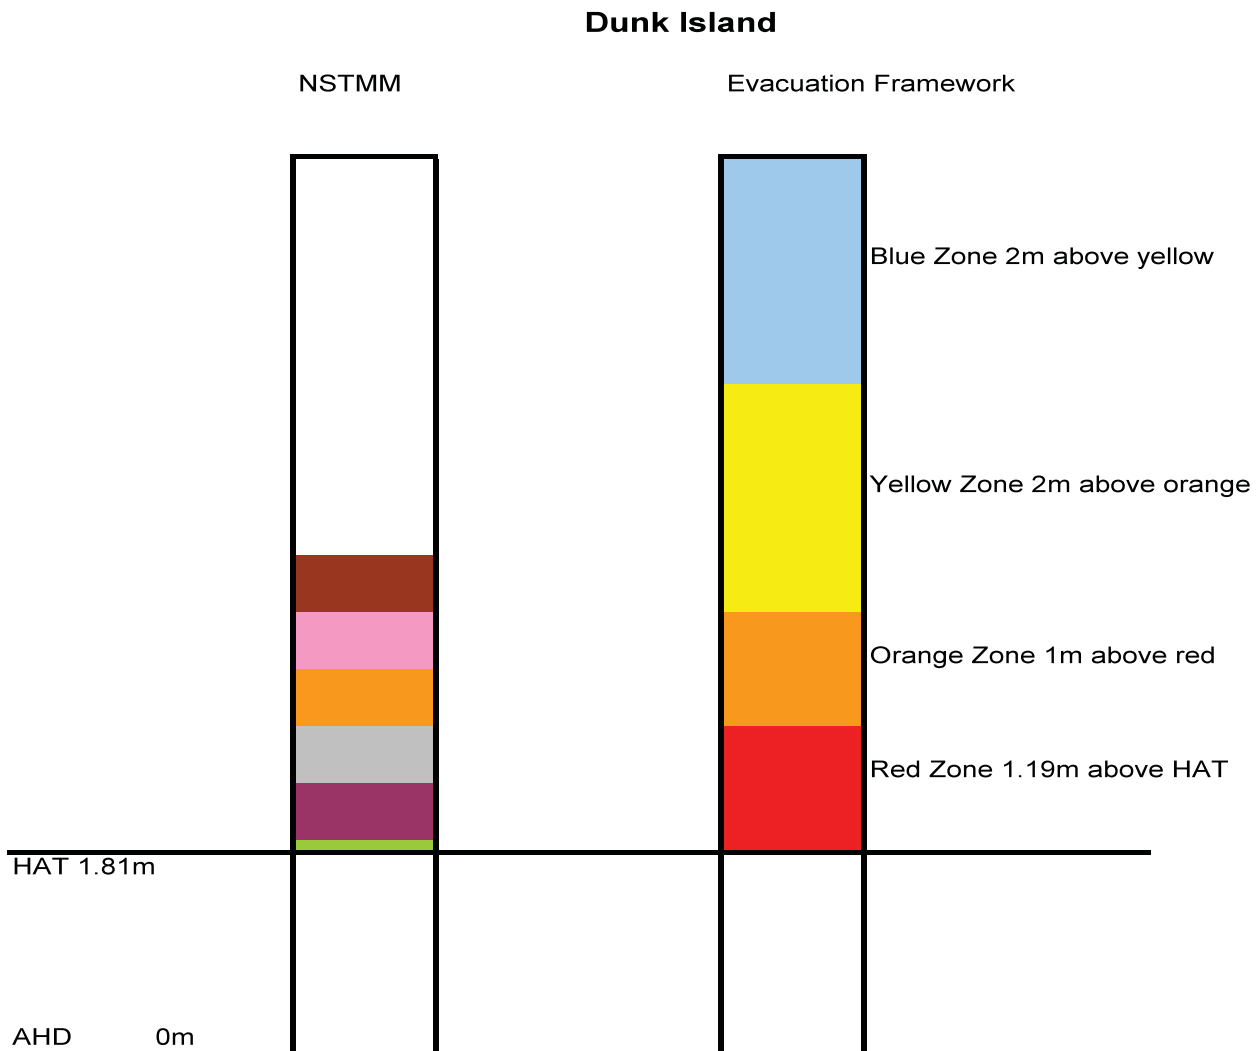 Dunk Island
NSTMM
Evacuation Framework
Blue Zone 2m above yellow
Yellow Zone 2m above orange
Orange Zone 1m above red
Red Zone 1.19m above HAT
HAT 1.81m
AHD 0m